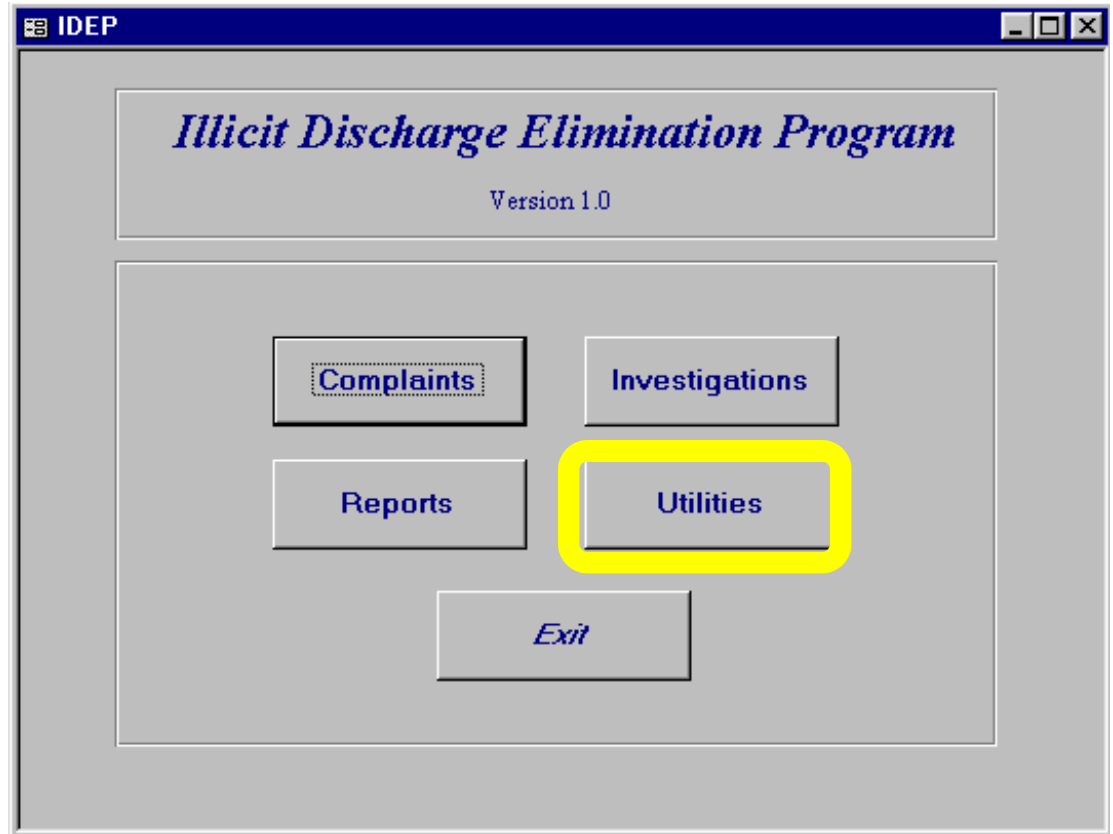 IDEP
Illicit Discharge Elimination Program
Version 1.0
Complaints Investigations
Reports Utilities
Exit